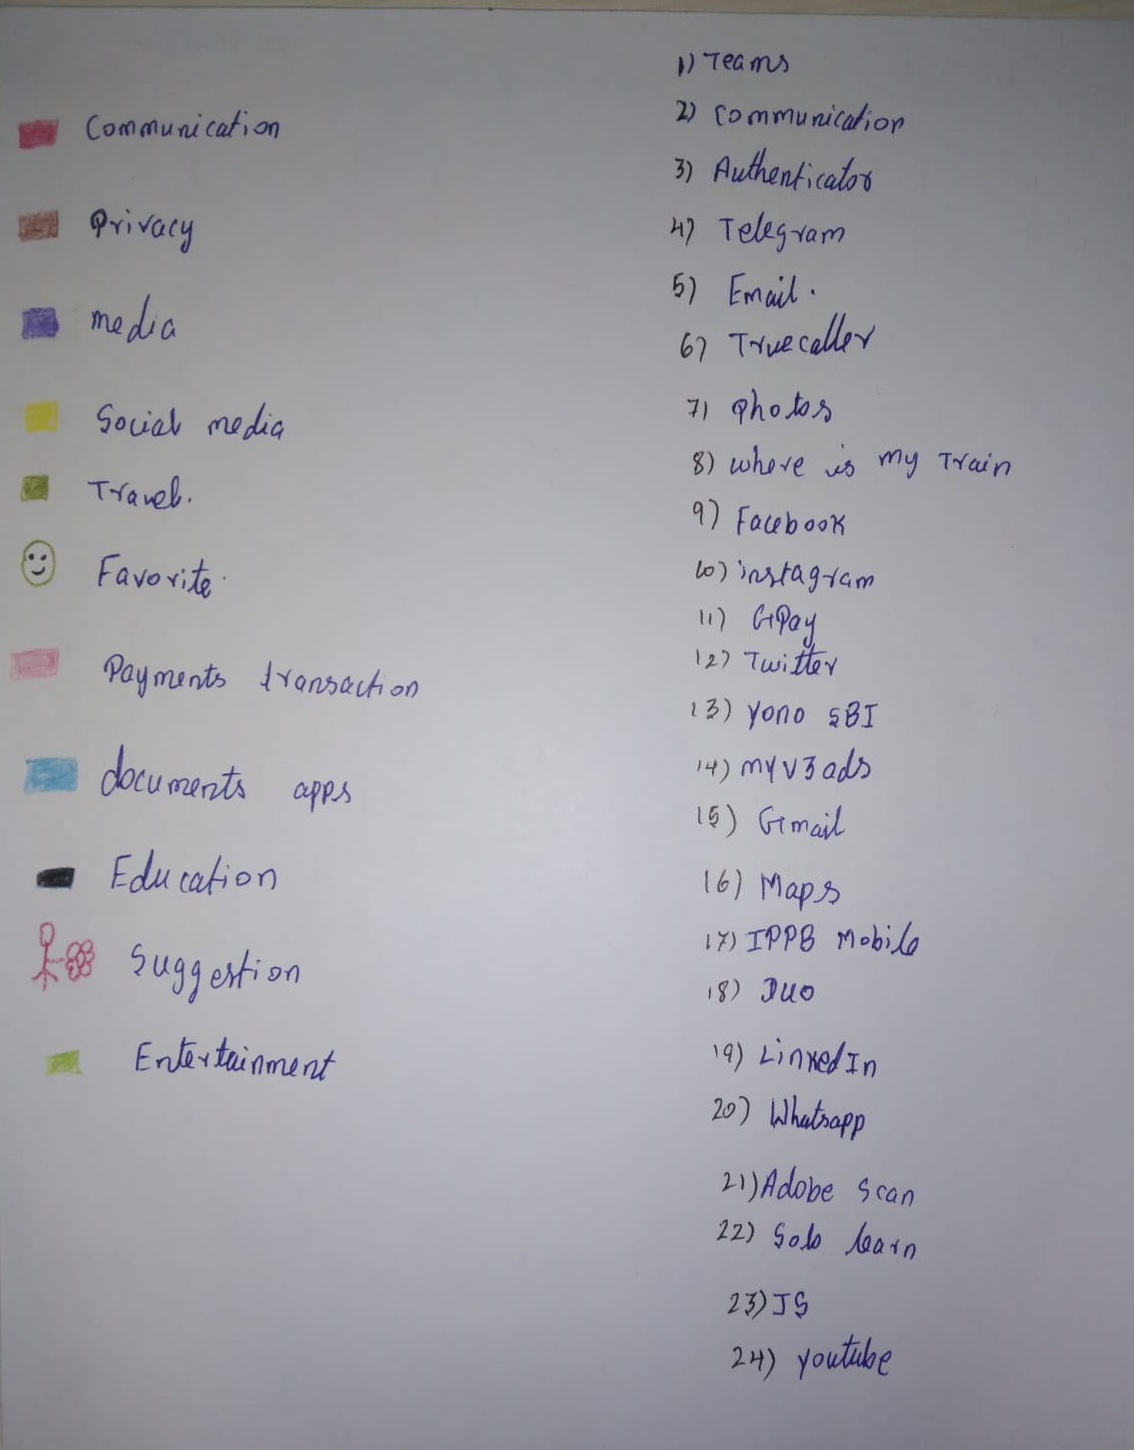 Communication
Privacy
media
Social media
Travel.
Favorite.
Payments transaction
documents apps
Education
Suggestion
Entertainment
1) Teams
2) Communication
3) Authenticator
4) Telegram
5) Email.
6) Truecaller
7) photos
8) where is my Train
9) Facebook
10) instagram
11) GPay
12) Twitter
13) Yono SBI
14) myv3ads
15) Gmail
16) Maps
17) IPPB Mobile
18) Duo
19) LinkedIn
20) Whatsapp
21) Adobe Scan
22) Solo learn
23) JS
24) youtube